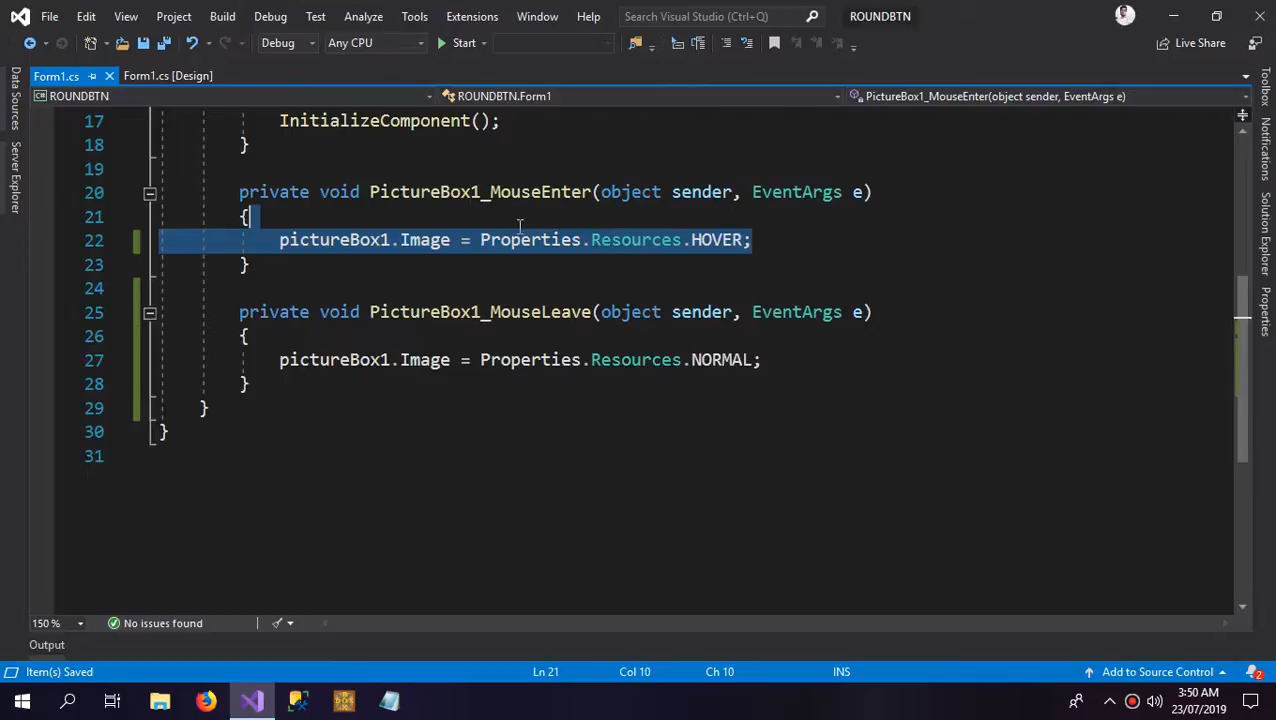 File Edit View Project Build Debug Test Analyze Tools Extensions Window Help Search Visual Studio (Ctrl+Q) ROUNDBTN
Debug Any CPU Start Live Share
Form1.cs Form1.cs [Design]
ROUNDBTN ROUNDBTN.Form1 PictureBox1_MouseEnter(object sender, EventArgs e)
Data Sources
Server Explorer
Toolbox
Notifications
Properties
17 InitializeComponent();
18 }
19
20 private void PictureBox1_MouseEnter(object sender, EventArgs e)
21 {
22 pictureBox1.Image = Properties.Resources.HOVER;
23 }
24
25 private void PictureBox1_MouseLeave(object sender, EventArgs e)
26 {
27 pictureBox1.Image = Properties.Resources.NORMAL;
28 }
29 }
30 }
31
150 % No issues found
Output
Item(s) Saved Ln 21 Col 10 Ch 10 INS Add to Source Control 2
3:50 AM
23/07/2019